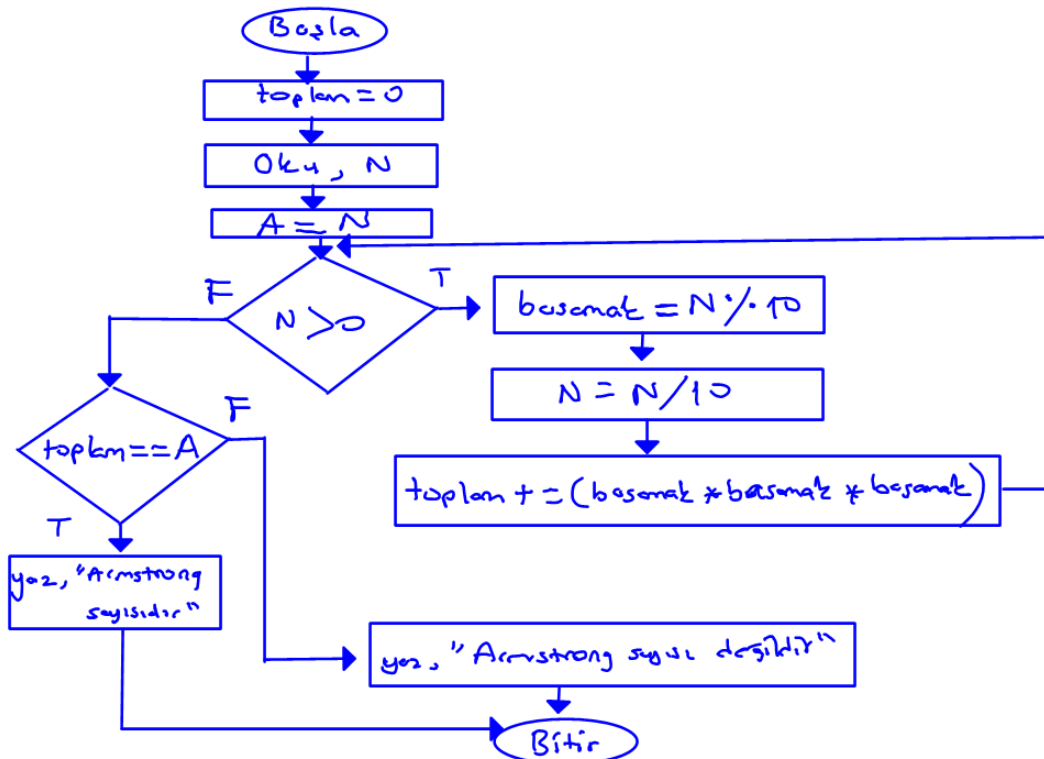 Başla
toplam = 0
Oku, N
A = N
F
T
N > 0
basamak = N % 10
N = N/10
F
toplam == A
toplam += (basamak * basamak * basamak)
T
yaz, "Armstrong
sayısıdır"
yaz, "Armstrong sayısı değildir"
Bitir